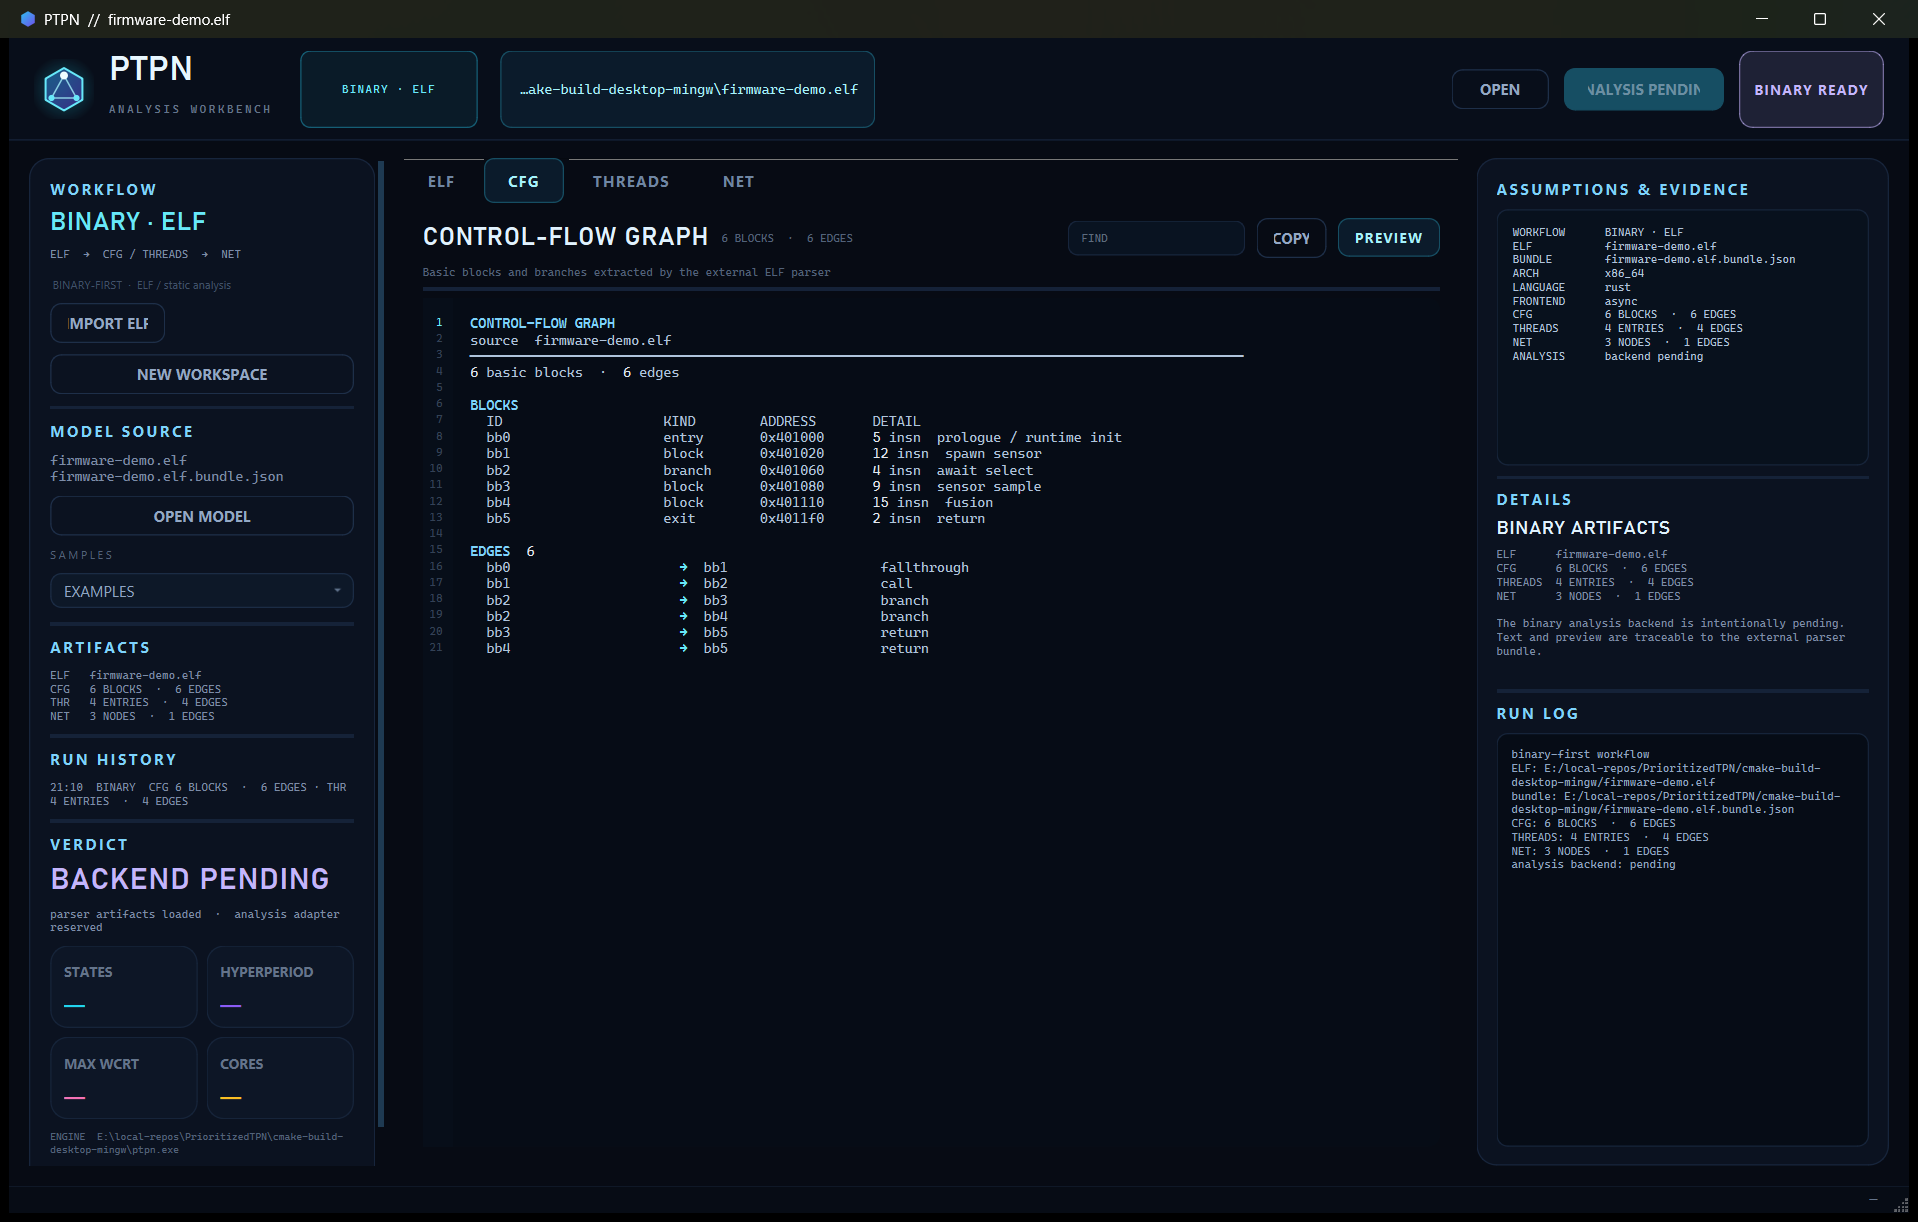 PTPN // firmware-demo.elf
PTPN
ANALYSIS WORKBENCH
BINARY · ELF
…ake-build-desktop-mingw\firmware-demo.elf
OPEN
NALYSIS PENDIN
BINARY READY
WORKFLOW
BINARY · ELF
ELF → CFG / THREADS → NET
BINARY-FIRST · ELF / static analysis
IMPORT ELF
NEW WORKSPACE
MODEL SOURCE
firmware-demo.elf
firmware-demo.elf.bundle.json
OPEN MODEL
SAMPLES
EXAMPLES
ARTIFACTS
ELF firmware-demo.elf
CFG 6 BLOCKS · 6 EDGES
THR 4 ENTRIES · 4 EDGES
NET 3 NODES · 1 EDGES
RUN HISTORY
21:10 BINARY CFG 6 BLOCKS · 6 EDGES · THR
4 ENTRIES · 4 EDGES
VERDICT
BACKEND PENDING
parser artifacts loaded · analysis adapter
reserved
STATES
—
HYPERPERIOD
—
MAX WCRT
—
CORES
—
ENGINE E:\local-repos\PrioritizedTPN\cmake-build-
desktop-mingw\ptpn.exe
ELF
CFG
THREADS
NET
CONTROL-FLOW GRAPH 6 BLOCKS · 6 EDGES
FIND
COPY
PREVIEW
Basic blocks and branches extracted by the external ELF parser
1 CONTROL-FLOW GRAPH
2 source firmware-demo.elf
3
4 6 basic blocks · 6 edges
5
6 BLOCKS
7 ID KIND ADDRESS DETAIL
8 bb0 entry 0x401000 5 insn prologue / runtime init
9 bb1 block 0x401020 12 insn spawn sensor
10 bb2 branch 0x401060 4 insn await select
11 bb3 block 0x401080 9 insn sensor sample
12 bb4 block 0x401110 15 insn fusion
13 bb5 exit 0x4011f0 2 insn return
14
15 EDGES 6
16 bb0 → bb1 fallthrough
17 bb1 → bb2 call
18 bb2 → bb3 branch
19 bb2 → bb4 branch
20 bb3 → bb5 return
21 bb4 → bb5 return
ASSUMPTIONS & EVIDENCE
WORKFLOW BINARY · ELF
ELF firmware-demo.elf
BUNDLE firmware-demo.elf.bundle.json
ARCH x86_64
LANGUAGE rust
FRONTEND async
CFG 6 BLOCKS · 6 EDGES
THREADS 4 ENTRIES · 4 EDGES
NET 3 NODES · 1 EDGES
ANALYSIS backend pending
DETAILS
BINARY ARTIFACTS
ELF firmware-demo.elf
CFG 6 BLOCKS · 6 EDGES
THREADS 4 ENTRIES · 4 EDGES
NET 3 NODES · 1 EDGES
The binary analysis backend is intentionally pending.
Text and preview are traceable to the external parser
bundle.
RUN LOG
binary-first workflow
ELF: E:/local-repos/PrioritizedTPN/cmake-build-
desktop-mingw/firmware-demo.elf
bundle: E:/local-repos/PrioritizedTPN/cmake-build-
desktop-mingw/firmware-demo.elf.bundle.json
CFG: 6 BLOCKS · 6 EDGES
THREADS: 4 ENTRIES · 4 EDGES
NET: 3 NODES · 1 EDGES
analysis backend: pending